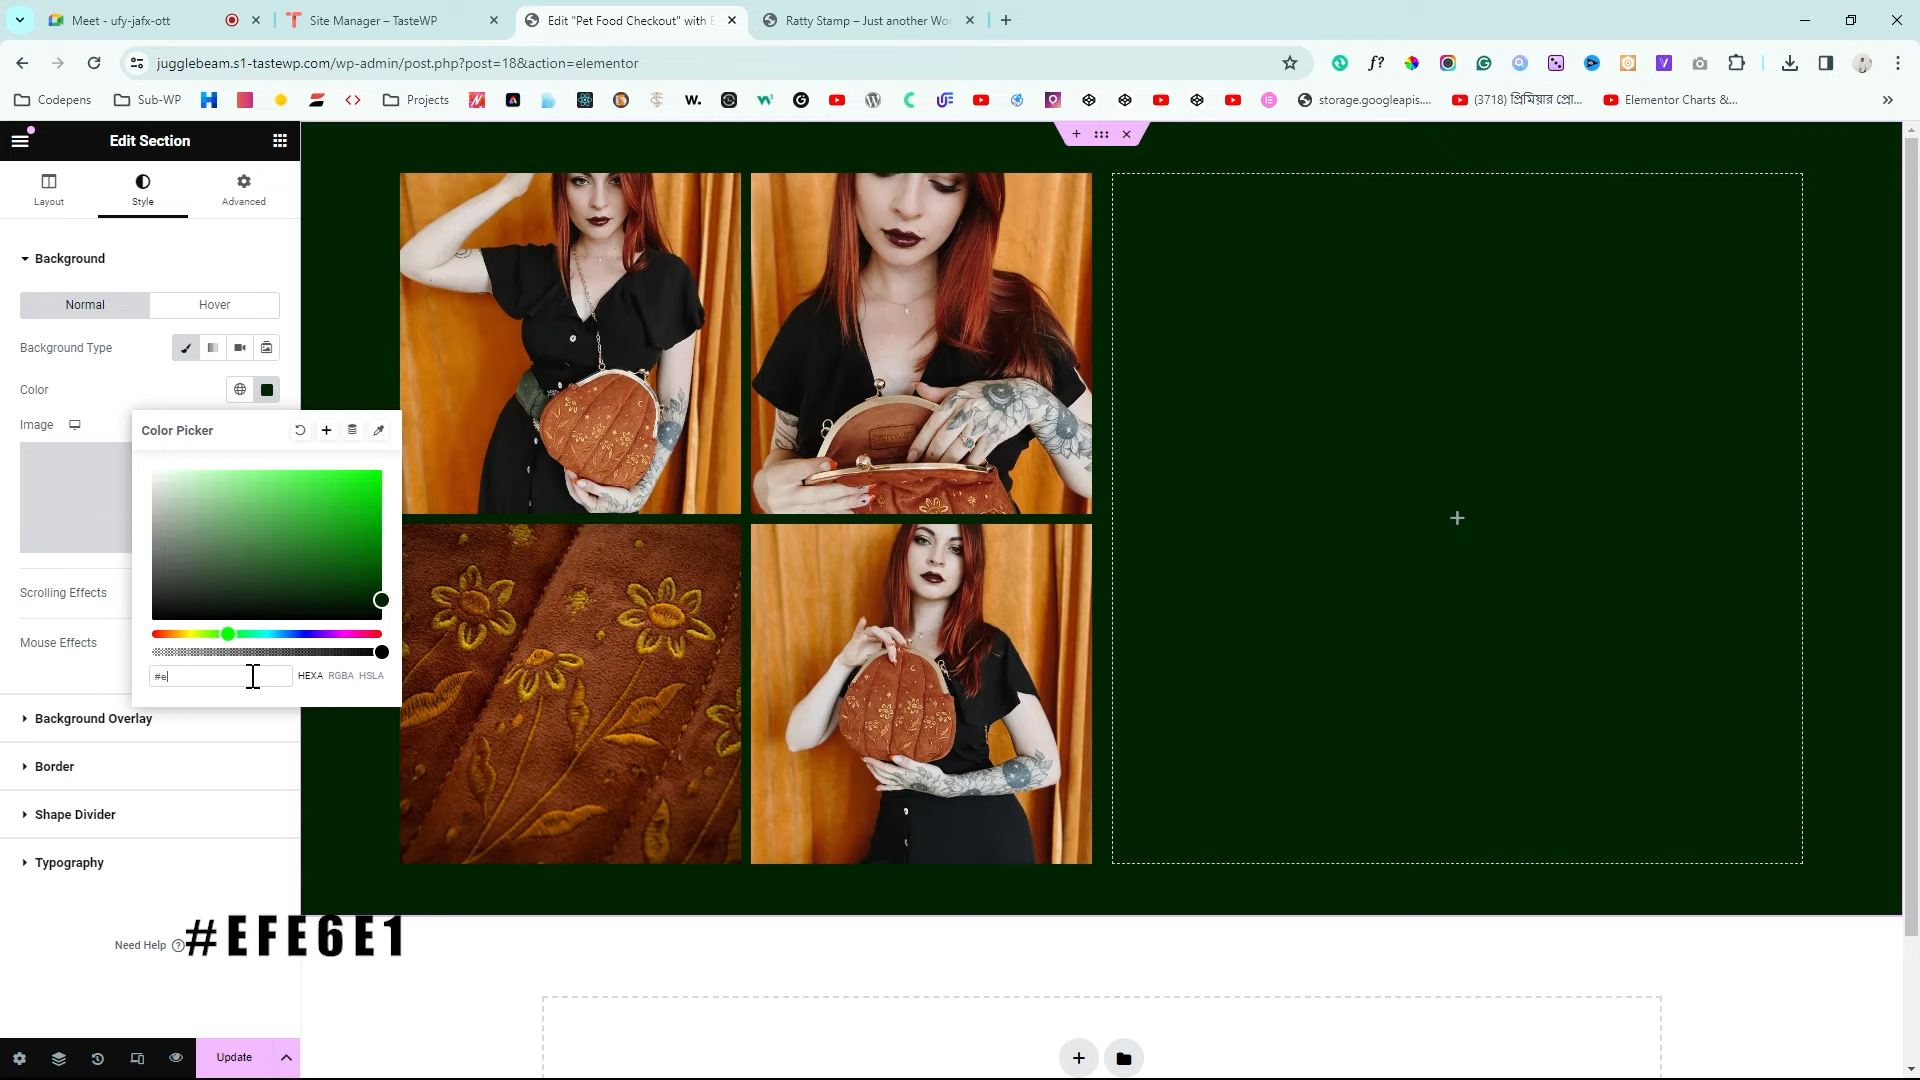 Meet - ufy-jafx-ott
Site Manager – TasteWP
Edit "Pet Food Checkout" with E
Ratty Stamp – Just another Wo
jugglebeam.s1-tastewp.com/wp-admin/post.php?post=18&action=elementor
Codepens
Sub-WP
Projects
storage.googleapis....
(3718) প্রিমিয়ার প্রো...
Elementor Charts &...
Edit Section
Layout
Style
Advanced
Background
Normal
Hover
Background Type
Color
Image
Color Picker
Scrolling Effects
Mouse Effects
#e
HEXA RGBA HSLA
Background Overlay
Border
Shape Divider
Typography
Need Help
#EFE6E1
Update